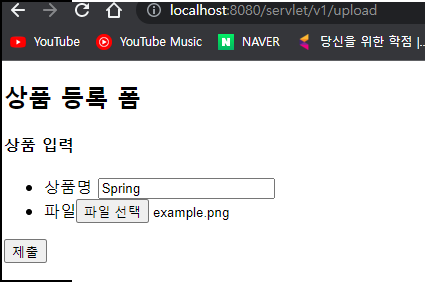 localhost:8080/servlet/v1/upload
YouTube YouTube Music NAVER 당신을 위한 학점 |...
상품 등록 폼
상품 입력
상품명 Spring
파일 파일 선택 example.png
제출